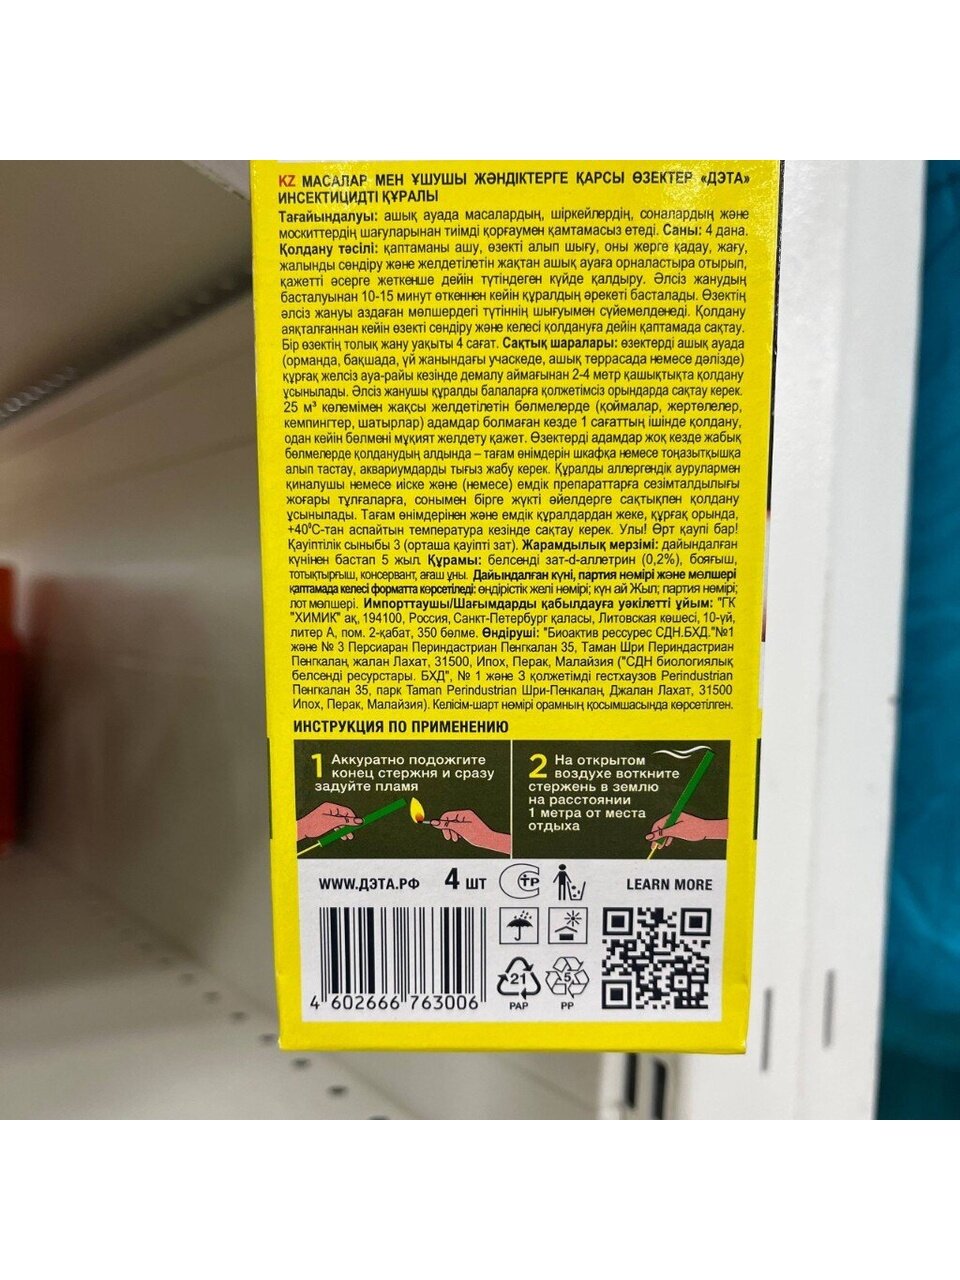 KZ МАСАЛАР МЕН ҰШУШЫ ЖӘНДІКТЕРГЕ ҚАРСЫ ӨЗЕКТЕР «ДЭТА»
ИНСЕКТИЦИДТІ ҚҰРАЛЫ
Тағайындалуы: ашық ауада масалардың, шіркейлердің, соналардың және
москиттердің шағуларынан тиімді қорғаумен қамтамасыз етеді. Саны: 4 дана.
Қолдану тәсілі: қаптаманы ашу, өзекті алып шығу, оны жерге қадау, жағу,
жалынды сөндіру және желдетілетін жақтан ашық ауаға орналастыра отырып,
қажетті әсерге жеткенше дейін түтіндеген күйде қалдыру. Әлсіз жанудың
басталуынан 10-15 минут өткеннен кейін құралдың әрекеті басталады. Өзектің
әлсіз жануы аздаған мөлшердегі түтіннің шығуымен сүйемелденеді. Қолдану
аяқталғаннан кейін өзекті сөндіру және келесі қолдануға дейін қаптамада сақтау.
Бір өзектің толық жану уақыты 4 сағат. Сақтық шаралары: өзектерді ашық ауада
(орманда, бақшада, үй жанындағы учаскеде, ашық террасада немесе дәлізде)
құрғақ желсіз ауа-райы кезінде демалу аймағынан 2-4 метр қашықтықта қолдану
ұсынылады. Әлсіз жанушы құралды балаларға қолжетімсіз орындарда сақтау керек.
25 м³ көлемімен жақсы желдетілетін бөлмелерде (қоймалар, жертөлелер,
кемпингтер, шатырлар) адамдар болмаған кезде 1 сағаттың ішінде қолдану,
одан кейін бөлмені мұқият желдету қажет. Өзектерді адамдар жоқ кезде жабық
бөлмелерде қолданудың алдында – тағам өнімдерін шкафқа немесе тоңазытқышқа
алып тастау, аквариумдарды тығыз жабу керек. Құралды аллергендік аурулармен
қиналушы немесе иіске және (немесе) емдік препараттарға сезімталдылығы
жоғары тұлғаларға, сонымен бірге жүкті әйелдерге сақтықпен қолдану
ұсынылады. Тағам өнімдерінен және емдік құралдардан жеке, құрғақ орында,
+40⁰С-тан аспайтын температура кезінде сақтау керек. Улы! Өрт қаупі бар!
Қауіптілік сыныбы 3 (орташа қауіпті зат). Жарамдылық мерзімі: дайындалған
күнінен бастап 5 жыл. Құрамы: белсенді зат-d-аллетрин (0,2%), бояғыш,
тотықтырғыш, консервант, ағаш ұны. Дайындалған күні, партия нөмірі және мөлшері
қаптамада келесі форматта көрсетіледі: өндірістік желі нөмірі; күн ай Жыл; партия нөмірі;
лот мөлшері. Импорттаушы/Шағымдарды қабылдауға уәкілетті ұйым: "ГК
"ХИМИК" ақ, 194100, Россия, Санкт-Петербург қаласы, Литовская көшесі, 10-үй,
литер А, пом. 2-қабат, 350 бөлме. Өндіруші: "Биоактив рессурес СДН.БХД."№1
және № 3 Персиаран Периндастриан Пенгкалан 35, Таман Шри Периндастриан
Пенгкалаң жалан Лахат, 31500, Ипох, Перак, Малайзия ("СДН биологиялық
белсенді ресурстары. БХД", № 1 және 3 қолжетімді гестхаузов Perindustrian
Пенгкалан 35, парк Taman Perindustrian Шри-Пенкалаң, Джалан Лахат, 31500
Ипох, Перак, Малайзия). Келісім-шарт нөмірі орамның қосымшасында көрсетілген.
ИНСТРУКЦИЯ ПО ПРИМЕНЕНИЮ
1 Аккуратно подожгите
конец стержня и сразу
задуйте пламя
2 На открытом
воздухе воткните
стержень в землю
на расстоянии
1 метра от места
отдыха
WWW.ДЭТА.РФ 4 ШТ
СТР
LEARN MORE
21
PAP
5
PP
4 602666 763006